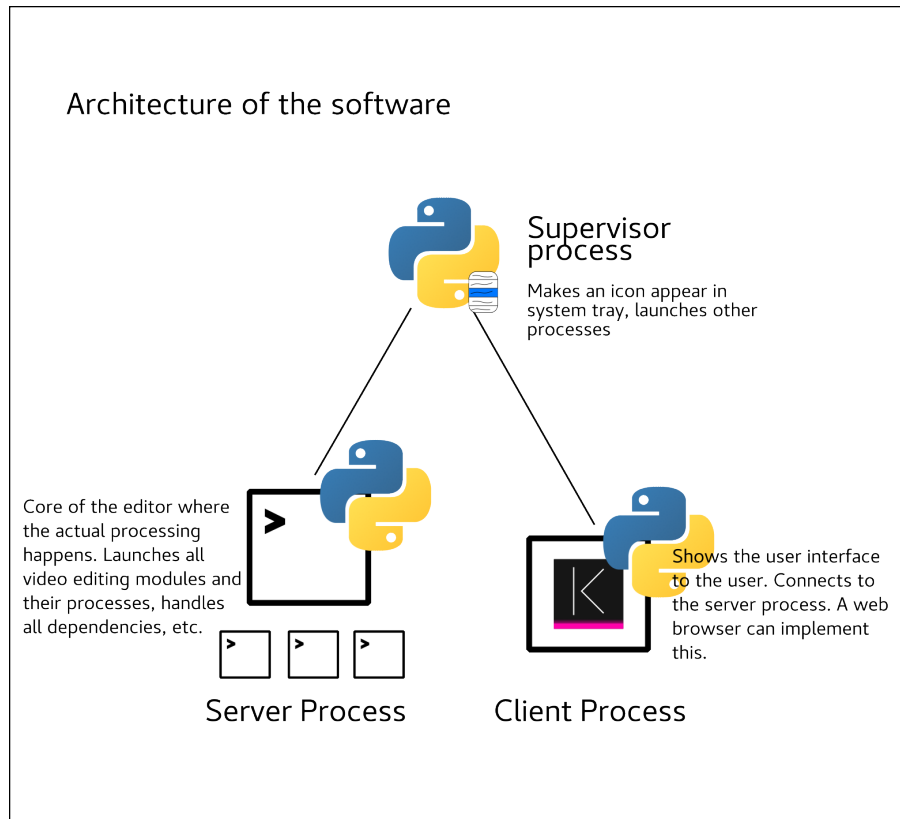 Architecture of the software
Supervisor
process
Makes an icon appear in
system tray, launches other
processes
Core of the editor where
the actual processing
happens. Launches all
video editing modules and
their processes, handles
all dependencies, etc.
>
> > >
Server Process
Shows the user interface
to the user. Connects to
the server process. A web
browser can implement
this.
Client Process